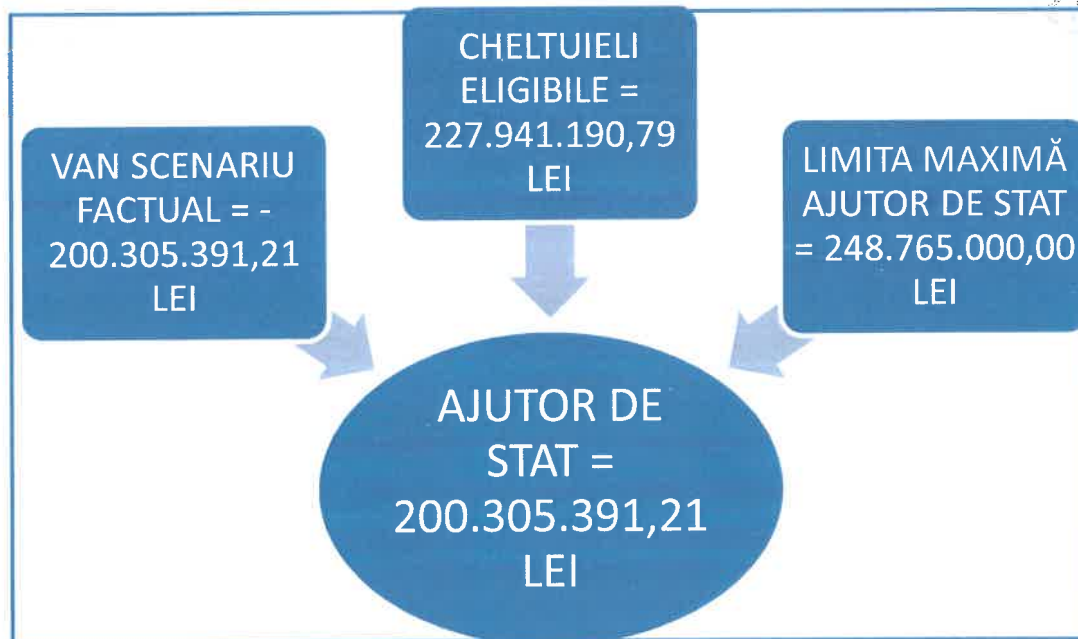 CHELTUIELI
ELIGIBILE =
227.941.190,79
LEI
VAN SCENARIU
FACTUAL = -
200.305.391,21
LEI
LIMITA MAXIMĂ
AJUTOR DE STAT
= 248.765.000,00
LEI
AJUTOR DE
STAT =
200.305.391,21
LEI